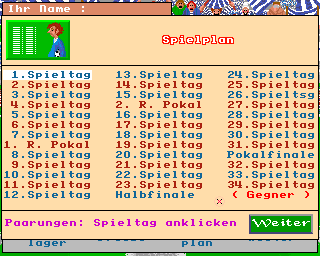 Ihr Name :
Spielplan
1.Spieltag 13.Spieltag 24.Spieltag
2.Spieltag 14.Spieltag 25.Spieltag
3.Spieltag 15.Spieltag 26.Spieltsg
4.Spieltag 2. R. Pokal 27.Spieltag
5.Spieltag 16.Spieltag 28.Spieltag
6.Spieltag 17.Spieltag 29.Spieltag
7.Spieltag 18.Spieltag 30.Spieltag
1. R. Pokal 19.Spieltag 31.Spieltag
8.Spieltag 20.Spieltag Pokalfinale
9.Spieltag 21.Spieltag 32.Spieltag
10.Spieltag 22.Spieltag 33.Spieltag
11.Spieltag 23.Spieltag 34.Spieltag
12.Spieltag Halbfinale ( Gegner )
Paarungen: Spieltag anklicken Weiter
lager plan